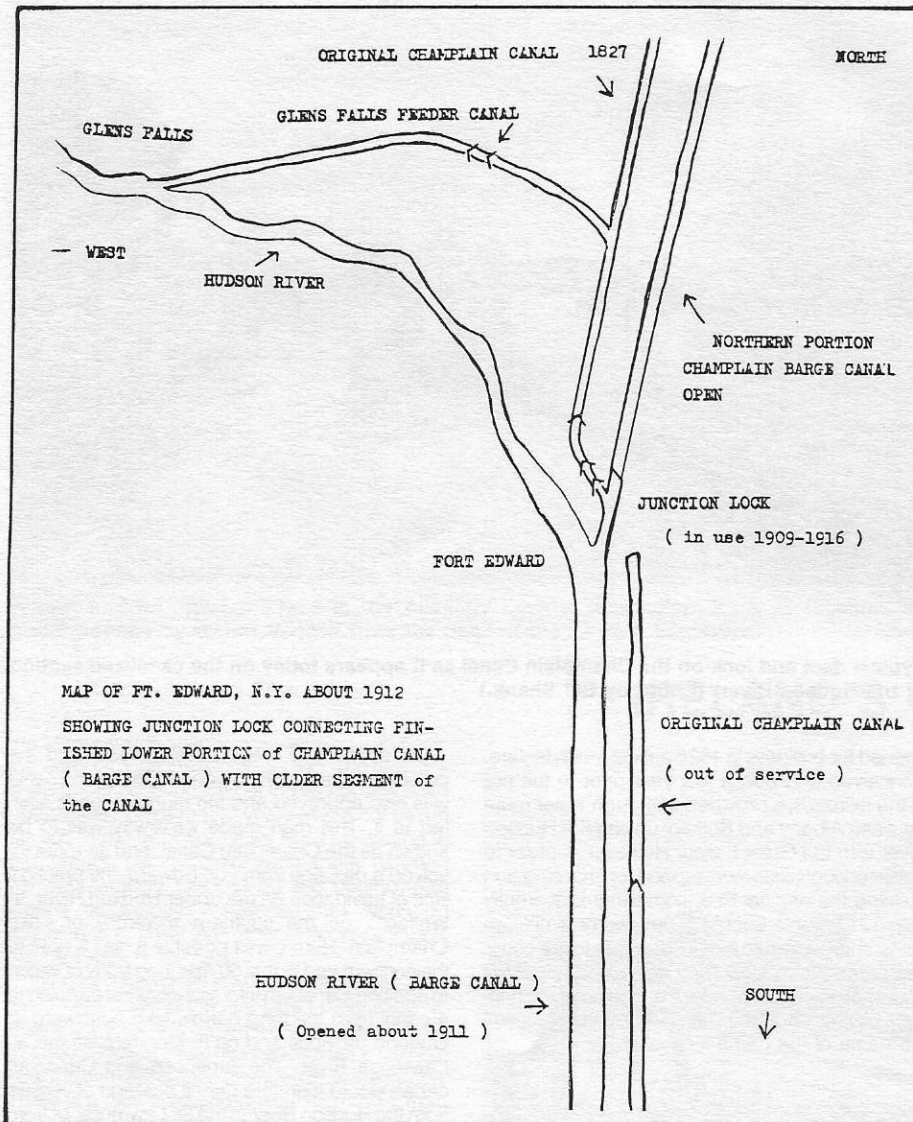 ORIGINAL CHAMPLAIN CANAL 1827
NORTH
GLENS FALLS FEEDER CANAL
GLENS FALLS
— WEST
HUDSON RIVER
NORTHERN PORTION
CHAMPLAIN BARGE CANAL
OPEN
JUNCTION LOCK
( in use 1909-1916 )
FORT EDWARD
MAP OF FT. EDWARD, N.Y. ABOUT 1912
SHOWING JUNCTION LOCK CONNECTING FIN-
ISHED LOWER PORTION of CHAMPLAIN CANAL
( BARGE CANAL ) WITH OLDER SEGMENT of
the CANAL
ORIGINAL CHAMPLAIN CANAL
( out of service )
HUDSON RIVER ( BARGE CANAL )
( Opened about 1911 )
SOUTH